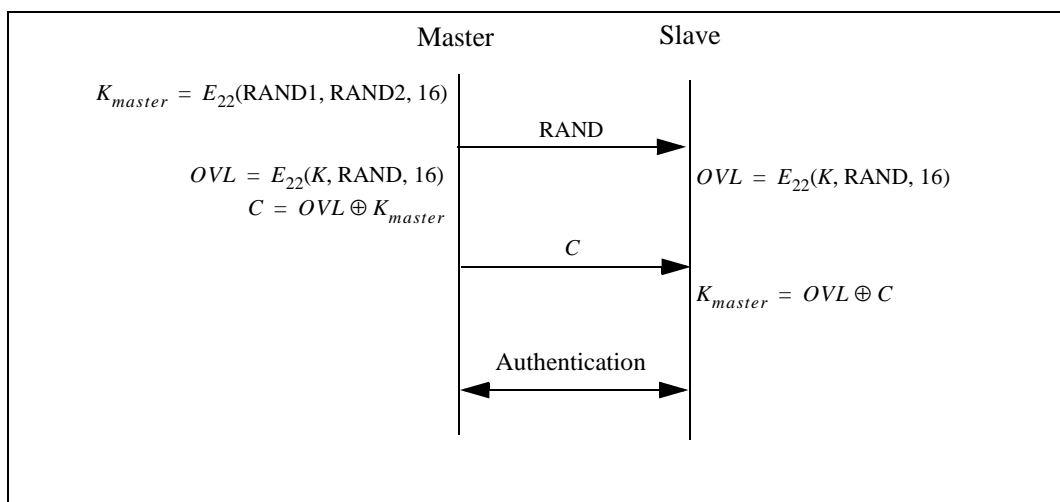 Master Slave
K_master = E_22(RAND1, RAND2, 16)
RAND
OVL = E_22(K, RAND, 16) OVL = E_22(K, RAND, 16)
C = OVL ⊕ K_master
C
K_master = OVL ⊕ C
Authentication